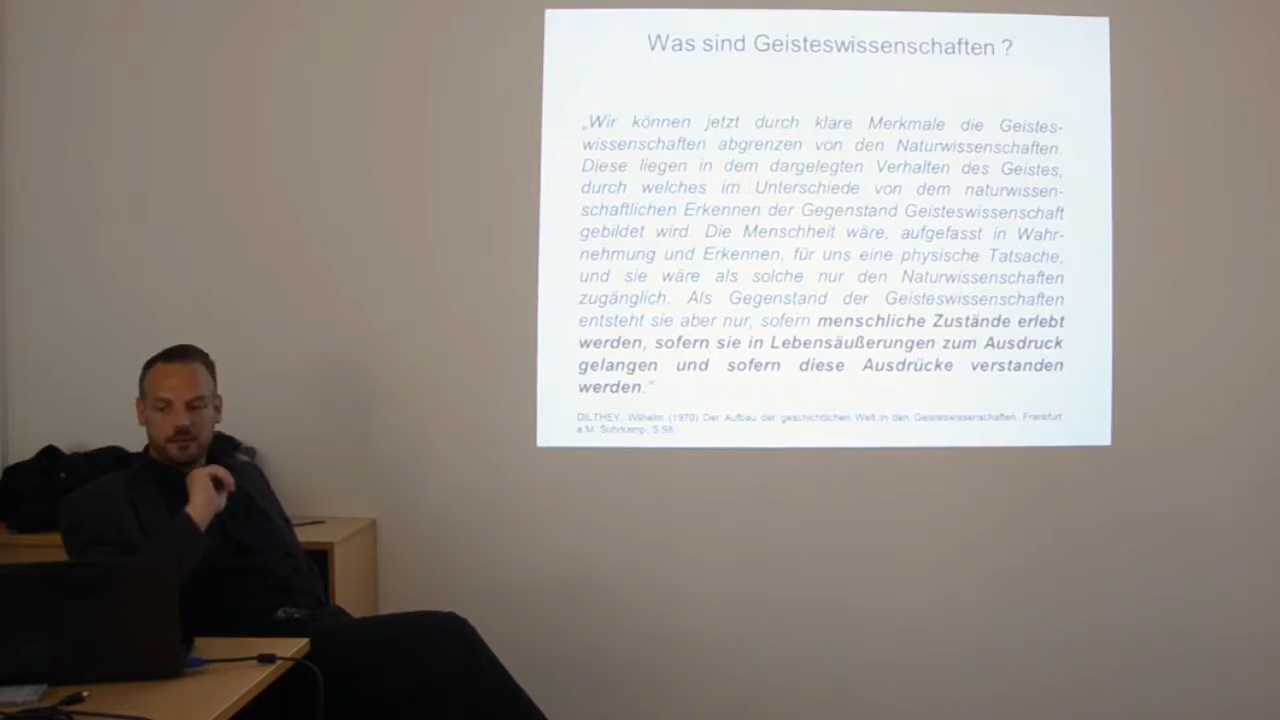 Was sind Geisteswissenschaften ?
„Wir können jetzt durch klare Merkmale die Geistes-
wissenschaften abgrenzen von den Naturwissenschaften.
Diese liegen in dem dargelegten Verhalten des Geistes,
durch welches im Unterschiede von dem naturwissen-
schaftlichen Erkennen der Gegenstand Geisteswissenschaft
gebildet wird. Die Menschheit wäre, aufgefasst in Wahr-
nehmung und Erkennen, für uns eine physische Tatsache,
und sie wäre als solche nur den Naturwissenschaften
zugänglich. Als Gegenstand der Geisteswissenschaften
entsteht sie aber nur, sofern menschliche Zustände erlebt
werden, sofern sie in Lebensäußerungen zum Ausdruck
gelangen und sofern diese Ausdrücke verstanden
werden.“
DILTHEY, Wilhelm (1970) Der Aufbau der geschichtlichen Welt in den Geisteswissenschaften. Frankfurt
a.M. Suhrkamp. S.98.